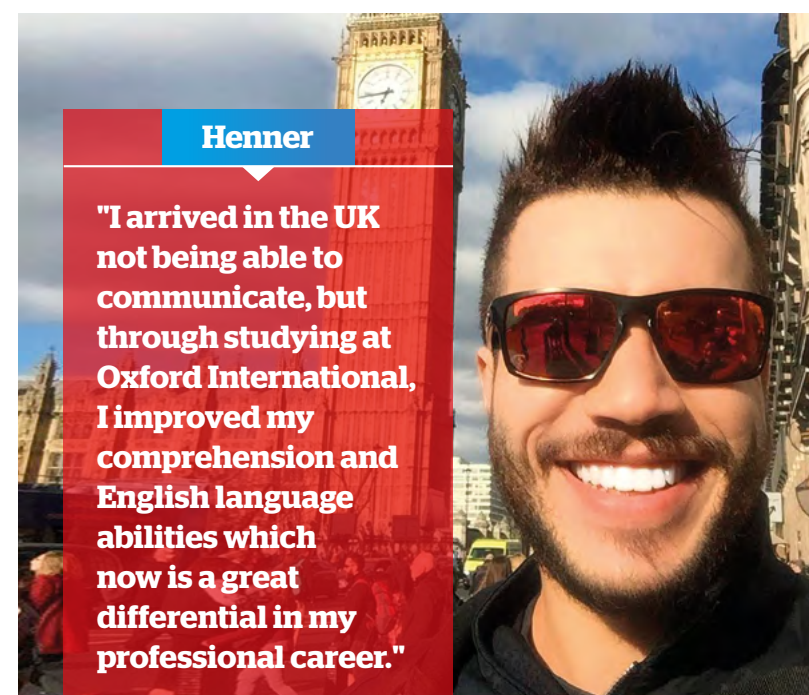 Henner
"I arrived in the UK
not being able to
communicate, but
through studying at
Oxford International,
I improved my
comprehension and
English language
abilities which
now is a great
differential in my
professional career."